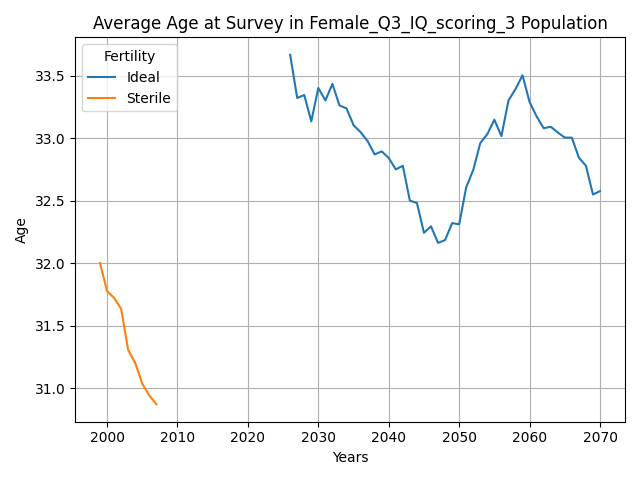 Average Age at Survey in Female_Q3_IQ_scoring_3 Population
Fertility
Ideal
Sterile
33.5
33.0
32.5
32.0
31.5
31.0
Age
2000 2010 2020 2030 2040 2050 2060 2070
Years